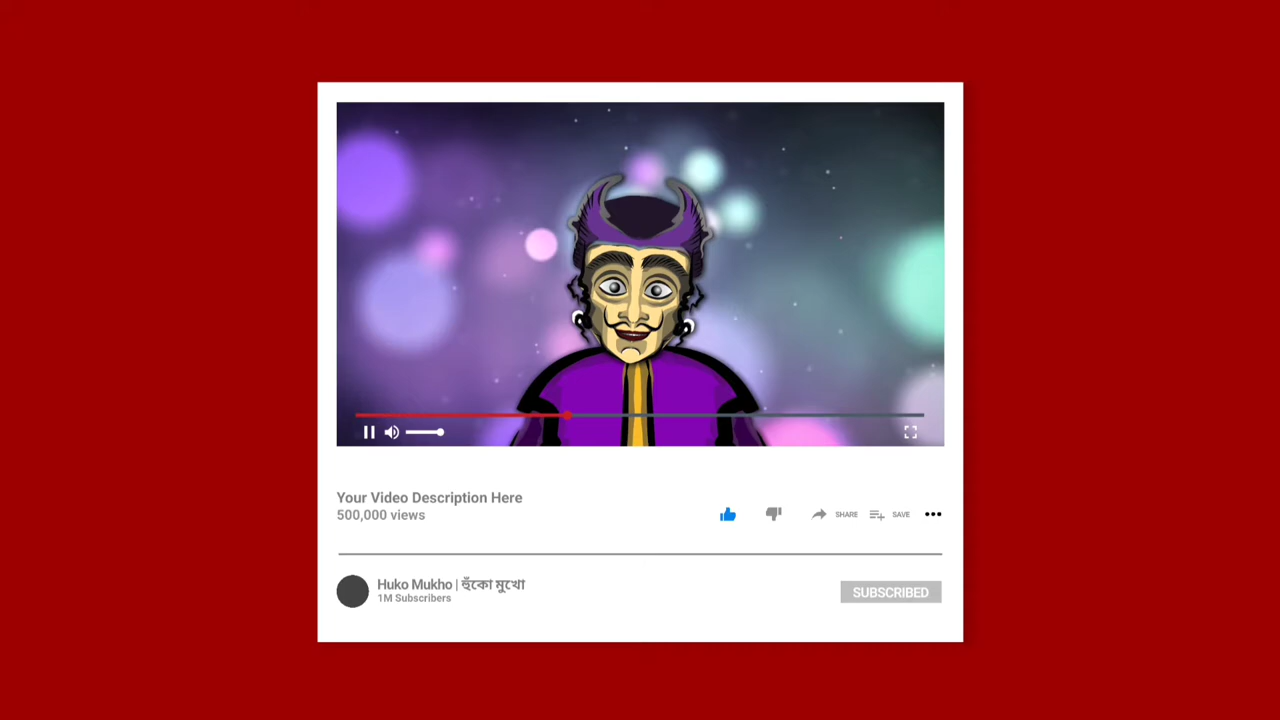 Your Video Description Here
500,000 views
SHARE
SAVE
Huko Mukho | হুঁকো মুখো
1M Subscribers
SUBSCRIBED